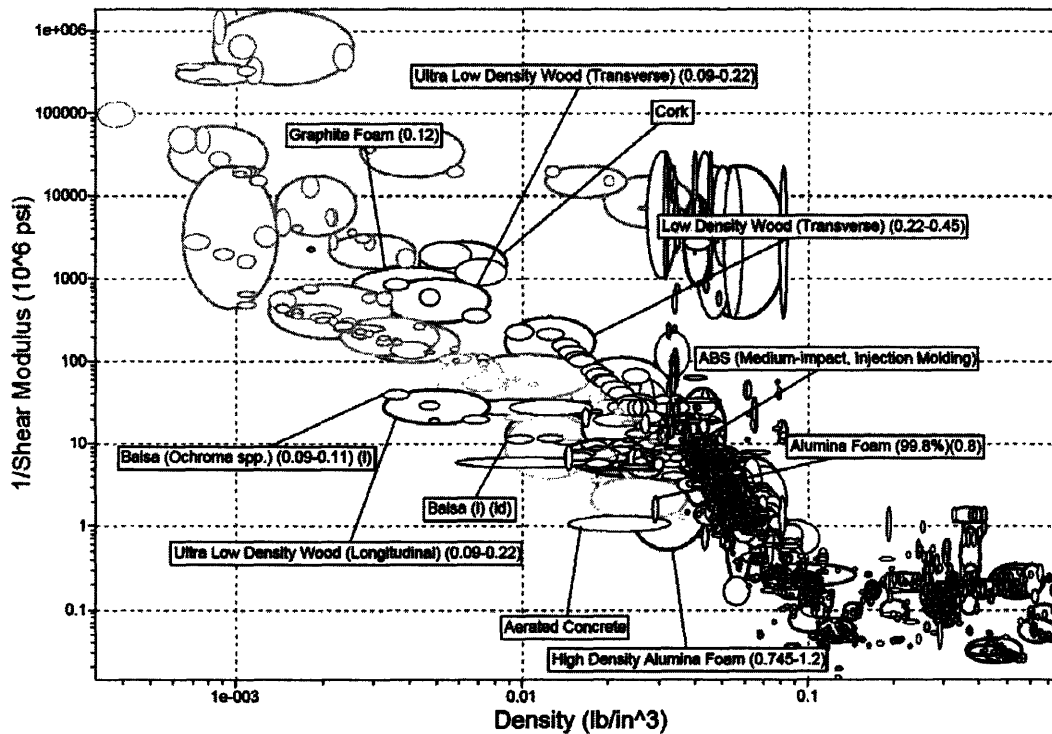 1e+006
Ultra Low Density Wood (Transverse) (0.09-0.22)
100000
Cork
Graphite Foam (0.12)
10000
Low Density Wood (Transverse) (0.22-0.45)
1000
1/Shear Modulus (10^6 psi)
100
ABS (Medium-impact, Injection Molding)
10
Alumina Foam (99.8%)(0.8)
Balsa (Ochroma spp.) (0.09-0.11) (l)
Balsa (l) (ld)
1
Ultra Low Density Wood (Longitudinal) (0.09-0.22)
0.1
Aerated Concrete
High Density Alumina Foam (0.745-1.2)
1e-003
0.01
0.1
Density (lb/in^3)